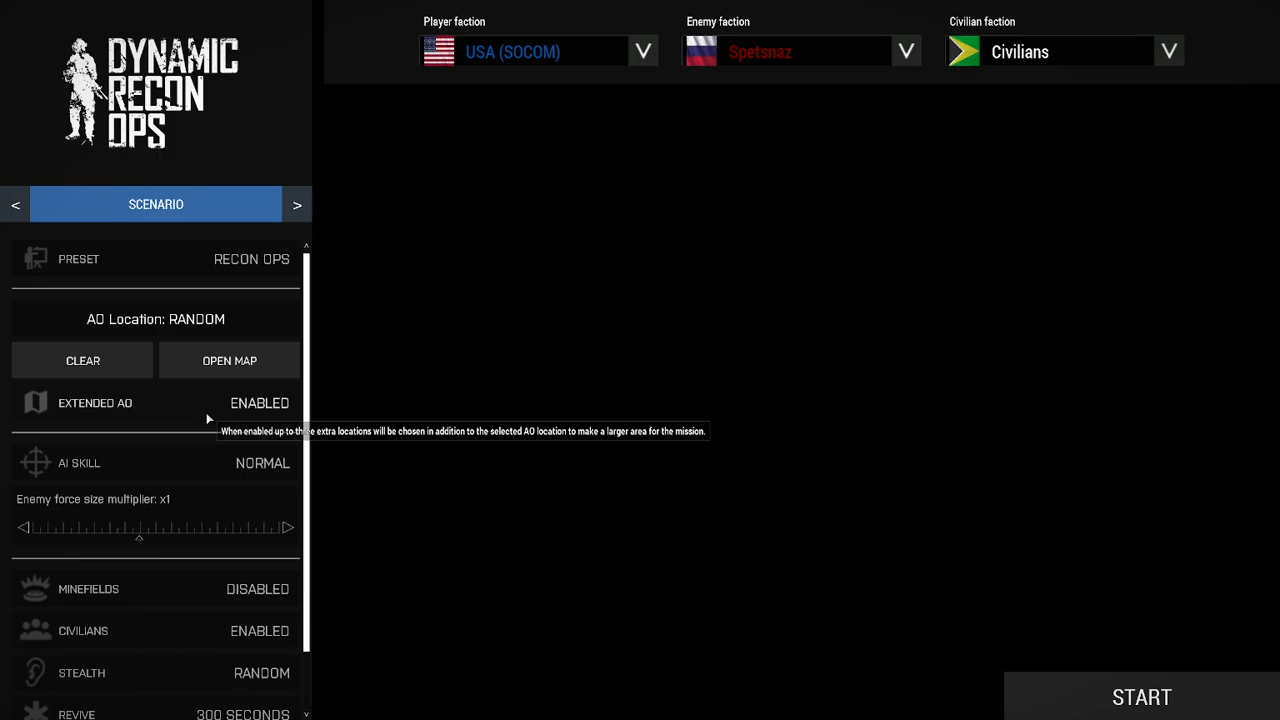 DYNAMIC
RECON
OPS
Player faction
USA (SOCOM)
V
Enemy faction
Spetsnaz
V
Civilian faction
Civilians
V
< SCENARIO >
PRESET RECON OPS
AO Location: RANDOM
CLEAR OPEN MAP
EXTENDED AO ENABLED
When enabled up to three extra locations will be chosen in addition to the selected AO location to make a larger area for the mission.
AI SKILL NORMAL
Enemy force size multiplier: x1
MINEFIELDS DISABLED
CIVILIANS ENABLED
STEALTH RANDOM
REVIVE 300 SECONDS
START